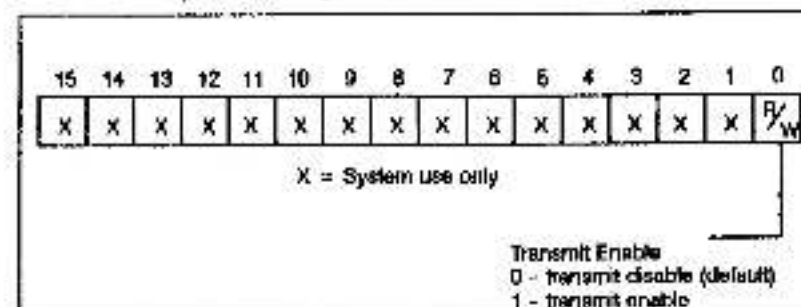 15 14 13 12 11 10 9 8 7 6 5 4 3 2 1 0
X X X X X X X X X X X X X X X R/W
X = System use only
Transmit Enable
0 - transmit disable (default)
1 - transmit enable